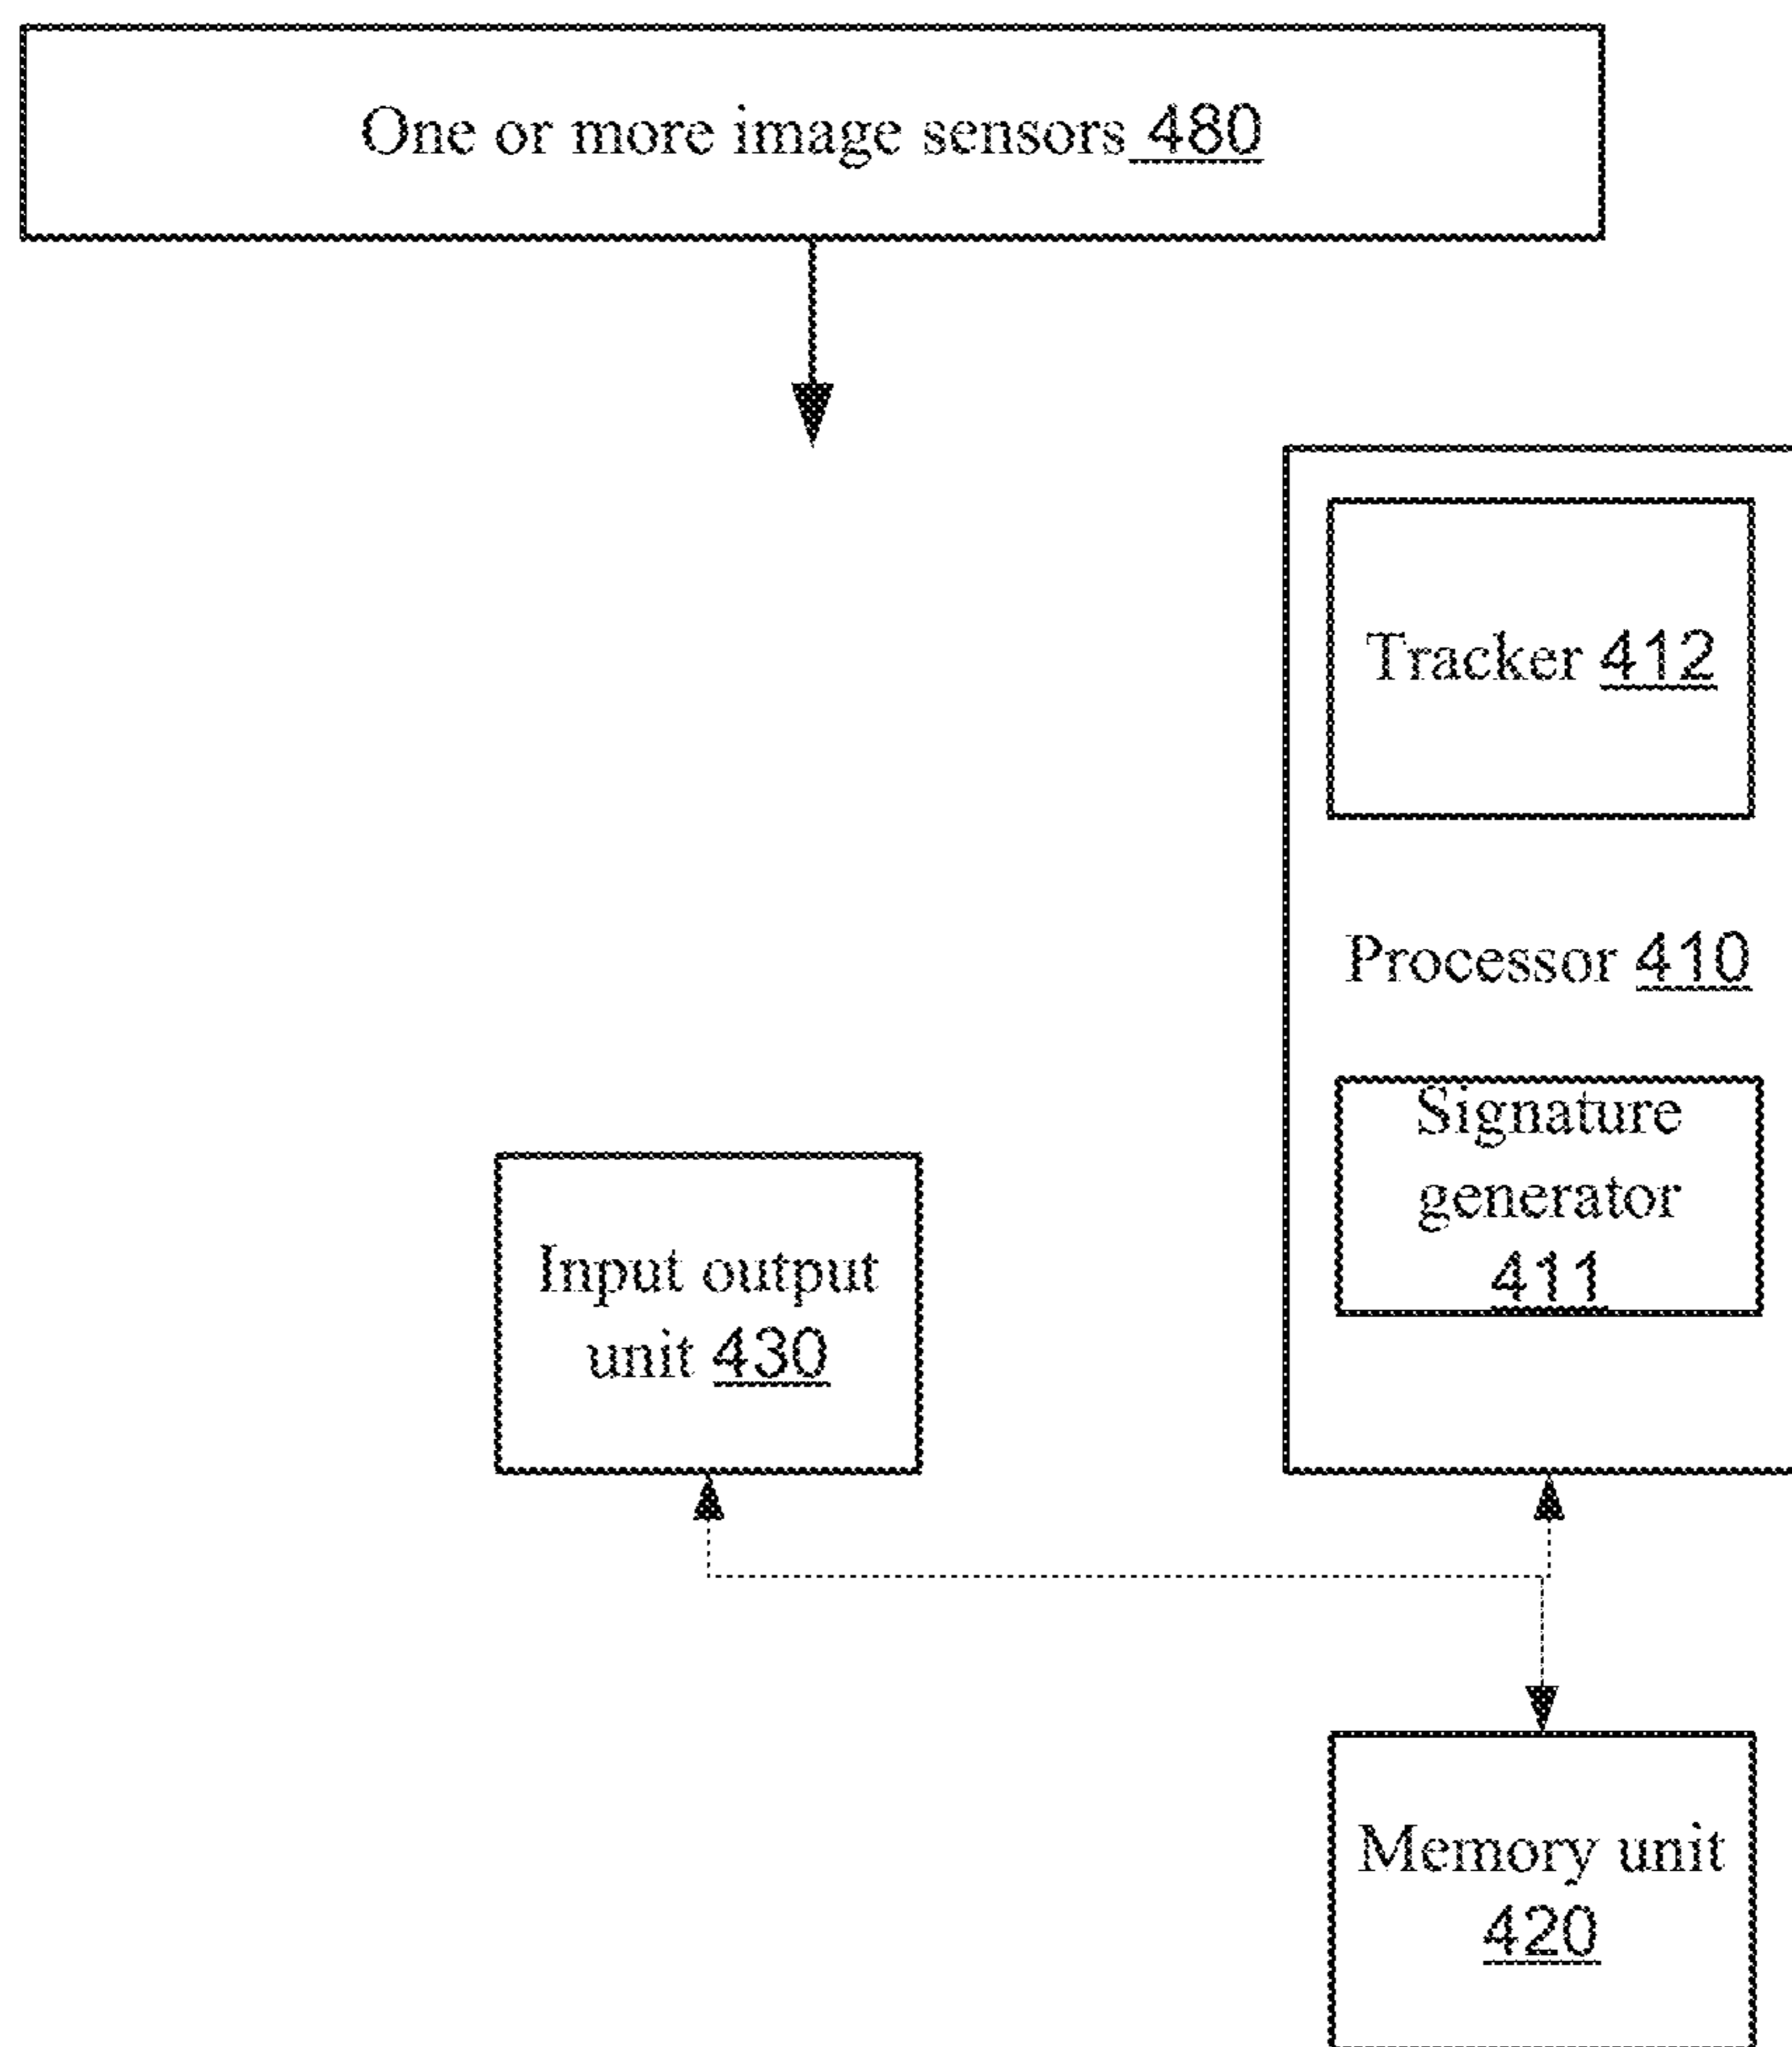 One or more image sensors 480
Tracker 412
Processor 410
Signature
generator
411
Input output
unit 430
Memory unit
420